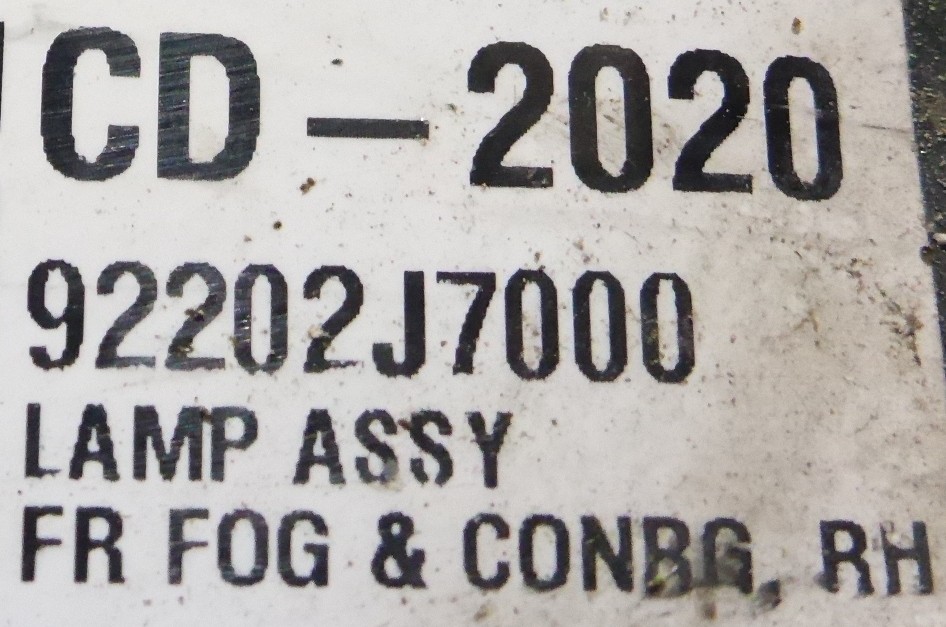 CD - 2020
92202J7000
LAMP ASSY
FR FOG & CONBG, RH